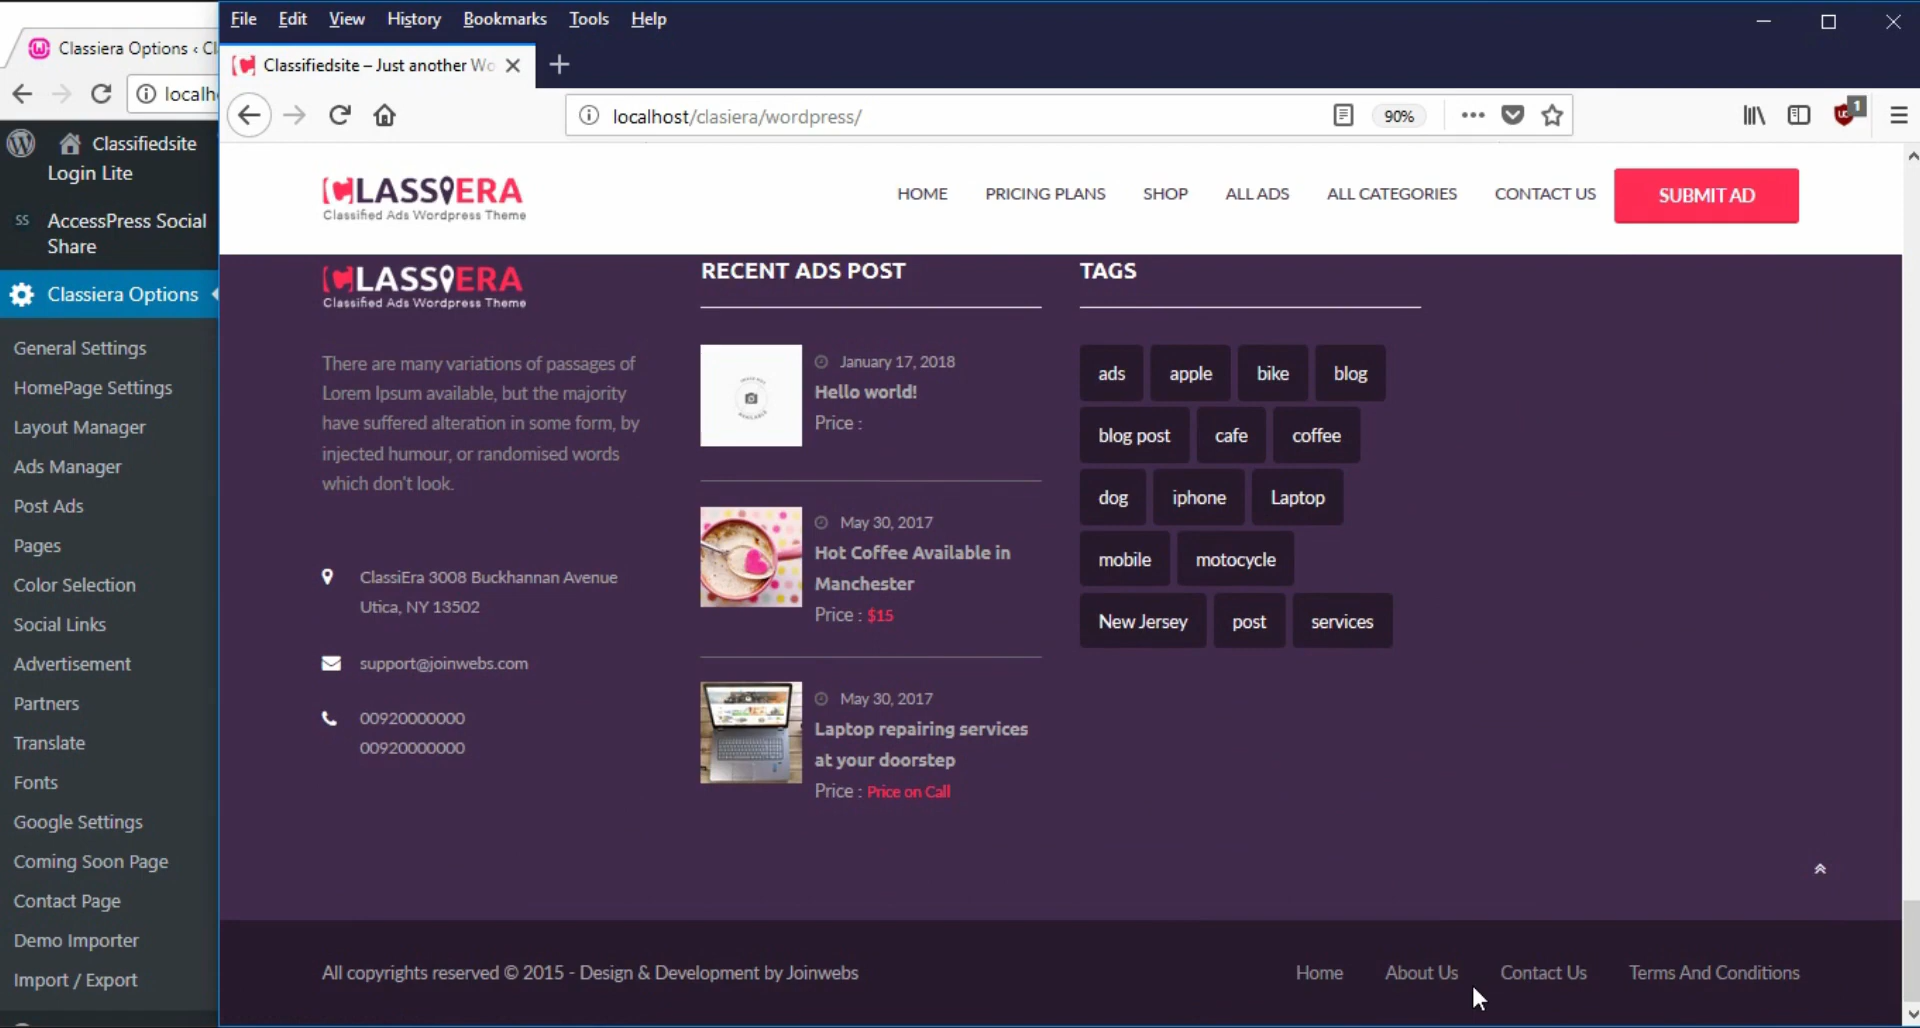 Classiera Options ‹ Cl
localh
Classifiedsite
Login Lite
SS AccessPress Social
Share
Classiera Options
General Settings
HomePage Settings
Layout Manager
Ads Manager
Post Ads
Pages
Color Selection
Social Links
Advertisement
Partners
Translate
Fonts
Google Settings
Coming Soon Page
Contact Page
Demo Importer
Import / Export
File Edit View History Bookmarks Tools Help
Classifiedsite – Just another Wo
localhost/clasiera/wordpress/ 90% 1
CLASSIERA
Classified Ads Wordpress Theme
HOME PRICING PLANS SHOP ALL ADS ALL CATEGORIES CONTACT US SUBMIT AD
CLASSIERA
Classified Ads Wordpress Theme
There are many variations of passages of
Lorem Ipsum available, but the majority
have suffered alteration in some form, by
injected humour, or randomised words
which don't look.
ClassiEra 3008 Buckhannan Avenue
Utica, NY 13502
support@joinwebs.com
00920000000
00920000000
RECENT ADS POST
January 17, 2018
Hello world!
Price :
May 30, 2017
Hot Coffee Available in
Manchester
Price : $15
May 30, 2017
Laptop repairing services
at your doorstep
Price : Price on Call
TAGS
ads apple bike blog
blog post cafe coffee
dog iphone Laptop
mobile motocycle
New Jersey post services
All copyrights reserved © 2015 - Design & Development by Joinwebs
Home About Us Contact Us Terms And Conditions